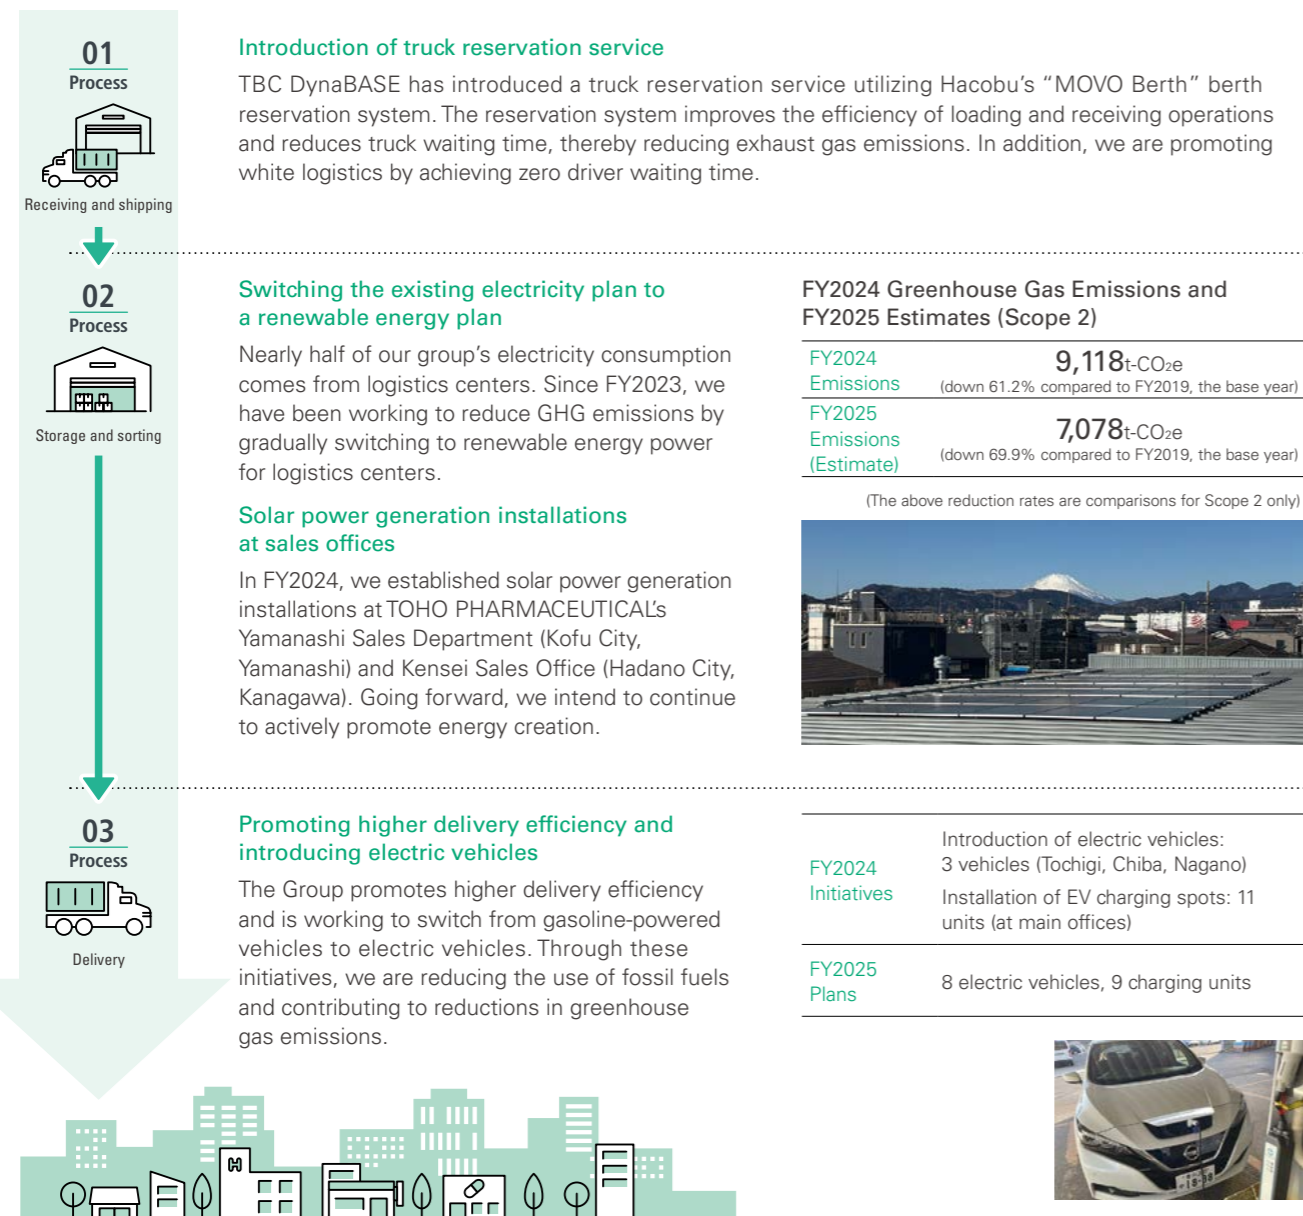 01
Process
Receiving and shipping
Introduction of truck reservation service
TBC DynaBASE has introduced a truck reservation service utilizing Hacobu's “MOVO Berth” berth
reservation system. The reservation system improves the efficiency of loading and receiving operations
and reduces truck waiting time, thereby reducing exhaust gas emissions. In addition, we are promoting
white logistics by achieving zero driver waiting time.
02
Process
Storage and sorting
Switching the existing electricity plan to
a renewable energy plan
Nearly half of our group's electricity consumption
comes from logistics centers. Since FY2023, we
have been working to reduce GHG emissions by
gradually switching to renewable energy power
for logistics centers.
Solar power generation installations
at sales offices
In FY2024, we established solar power generation
installations at TOHO PHARMACEUTICAL's
Yamanashi Sales Department (Kofu City,
Yamanashi) and Kensei Sales Office (Hadano City,
Kanagawa). Going forward, we intend to continue
to actively promote energy creation.
FY2024 Greenhouse Gas Emissions and
FY2025 Estimates (Scope 2)
FY2024
Emissions
9,118t-CO2e
(down 61.2% compared to FY2019, the base year)
FY2025
Emissions
(Estimate)
7,078t-CO2e
(down 69.9% compared to FY2019, the base year)
(The above reduction rates are comparisons for Scope 2 only)
03
Process
Delivery
Promoting higher delivery efficiency and
introducing electric vehicles
The Group promotes higher delivery efficiency
and is working to switch from gasoline-powered
vehicles to electric vehicles. Through these
initiatives, we are reducing the use of fossil fuels
and contributing to reductions in greenhouse
gas emissions.
FY2024
Initiatives
Introduction of electric vehicles:
3 vehicles (Tochigi, Chiba, Nagano)
Installation of EV charging spots: 11
units (at main offices)
FY2025
Plans
8 electric vehicles, 9 charging units
H